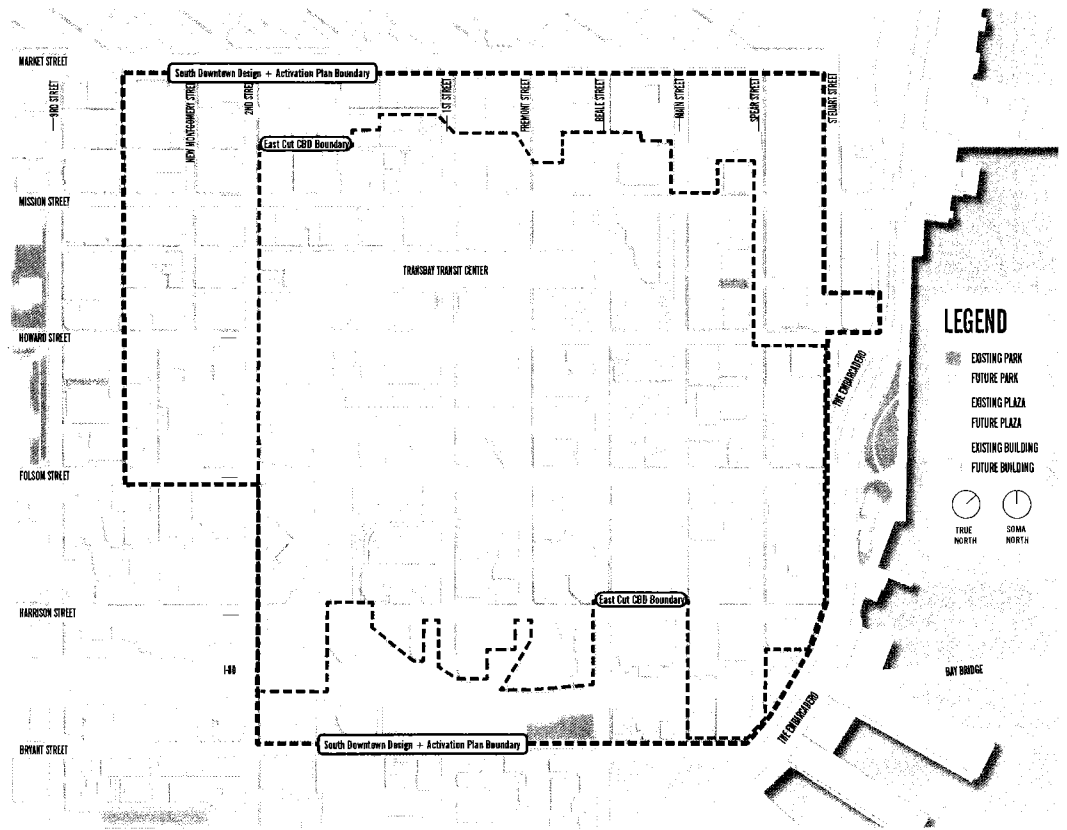 MARKET STREET
South Downtown Design + Activation Plan Boundary
3RD STREET
NEW MONTGOMERY STREET
2ND STREET
1ST STREET
FREMONT STREET
BEALE STREET
MAIN STREET
SPEAR STREET
STEUART STREET
East Cut CBD Boundary
MISSION STREET
TRANSBAY TRANSIT CENTER
HOWARD STREET
THE EMBARCADERO
LEGEND
EXISTING PARK
FUTURE PARK
EXISTING PLAZA
FUTURE PLAZA
EXISTING BUILDING
FUTURE BUILDING
TRUE
NORTH
SOMA
NORTH
FOLSOM STREET
East Cut CBD Boundary
HARRISON STREET
I-80
BAY BRIDGE
THE EMBARCADERO
BRYANT STREET
South Downtown Design + Activation Plan Boundary